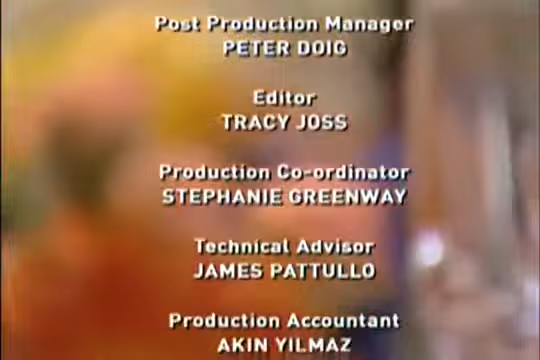 Post Production Manager
PETER DOIG
Editor
TRACY JOSS
Production Co-ordinator
STEPHANIE GREENWAY
Technical Advisor
JAMES PATTULLO
Production Accountant
AKIN YILMAZ